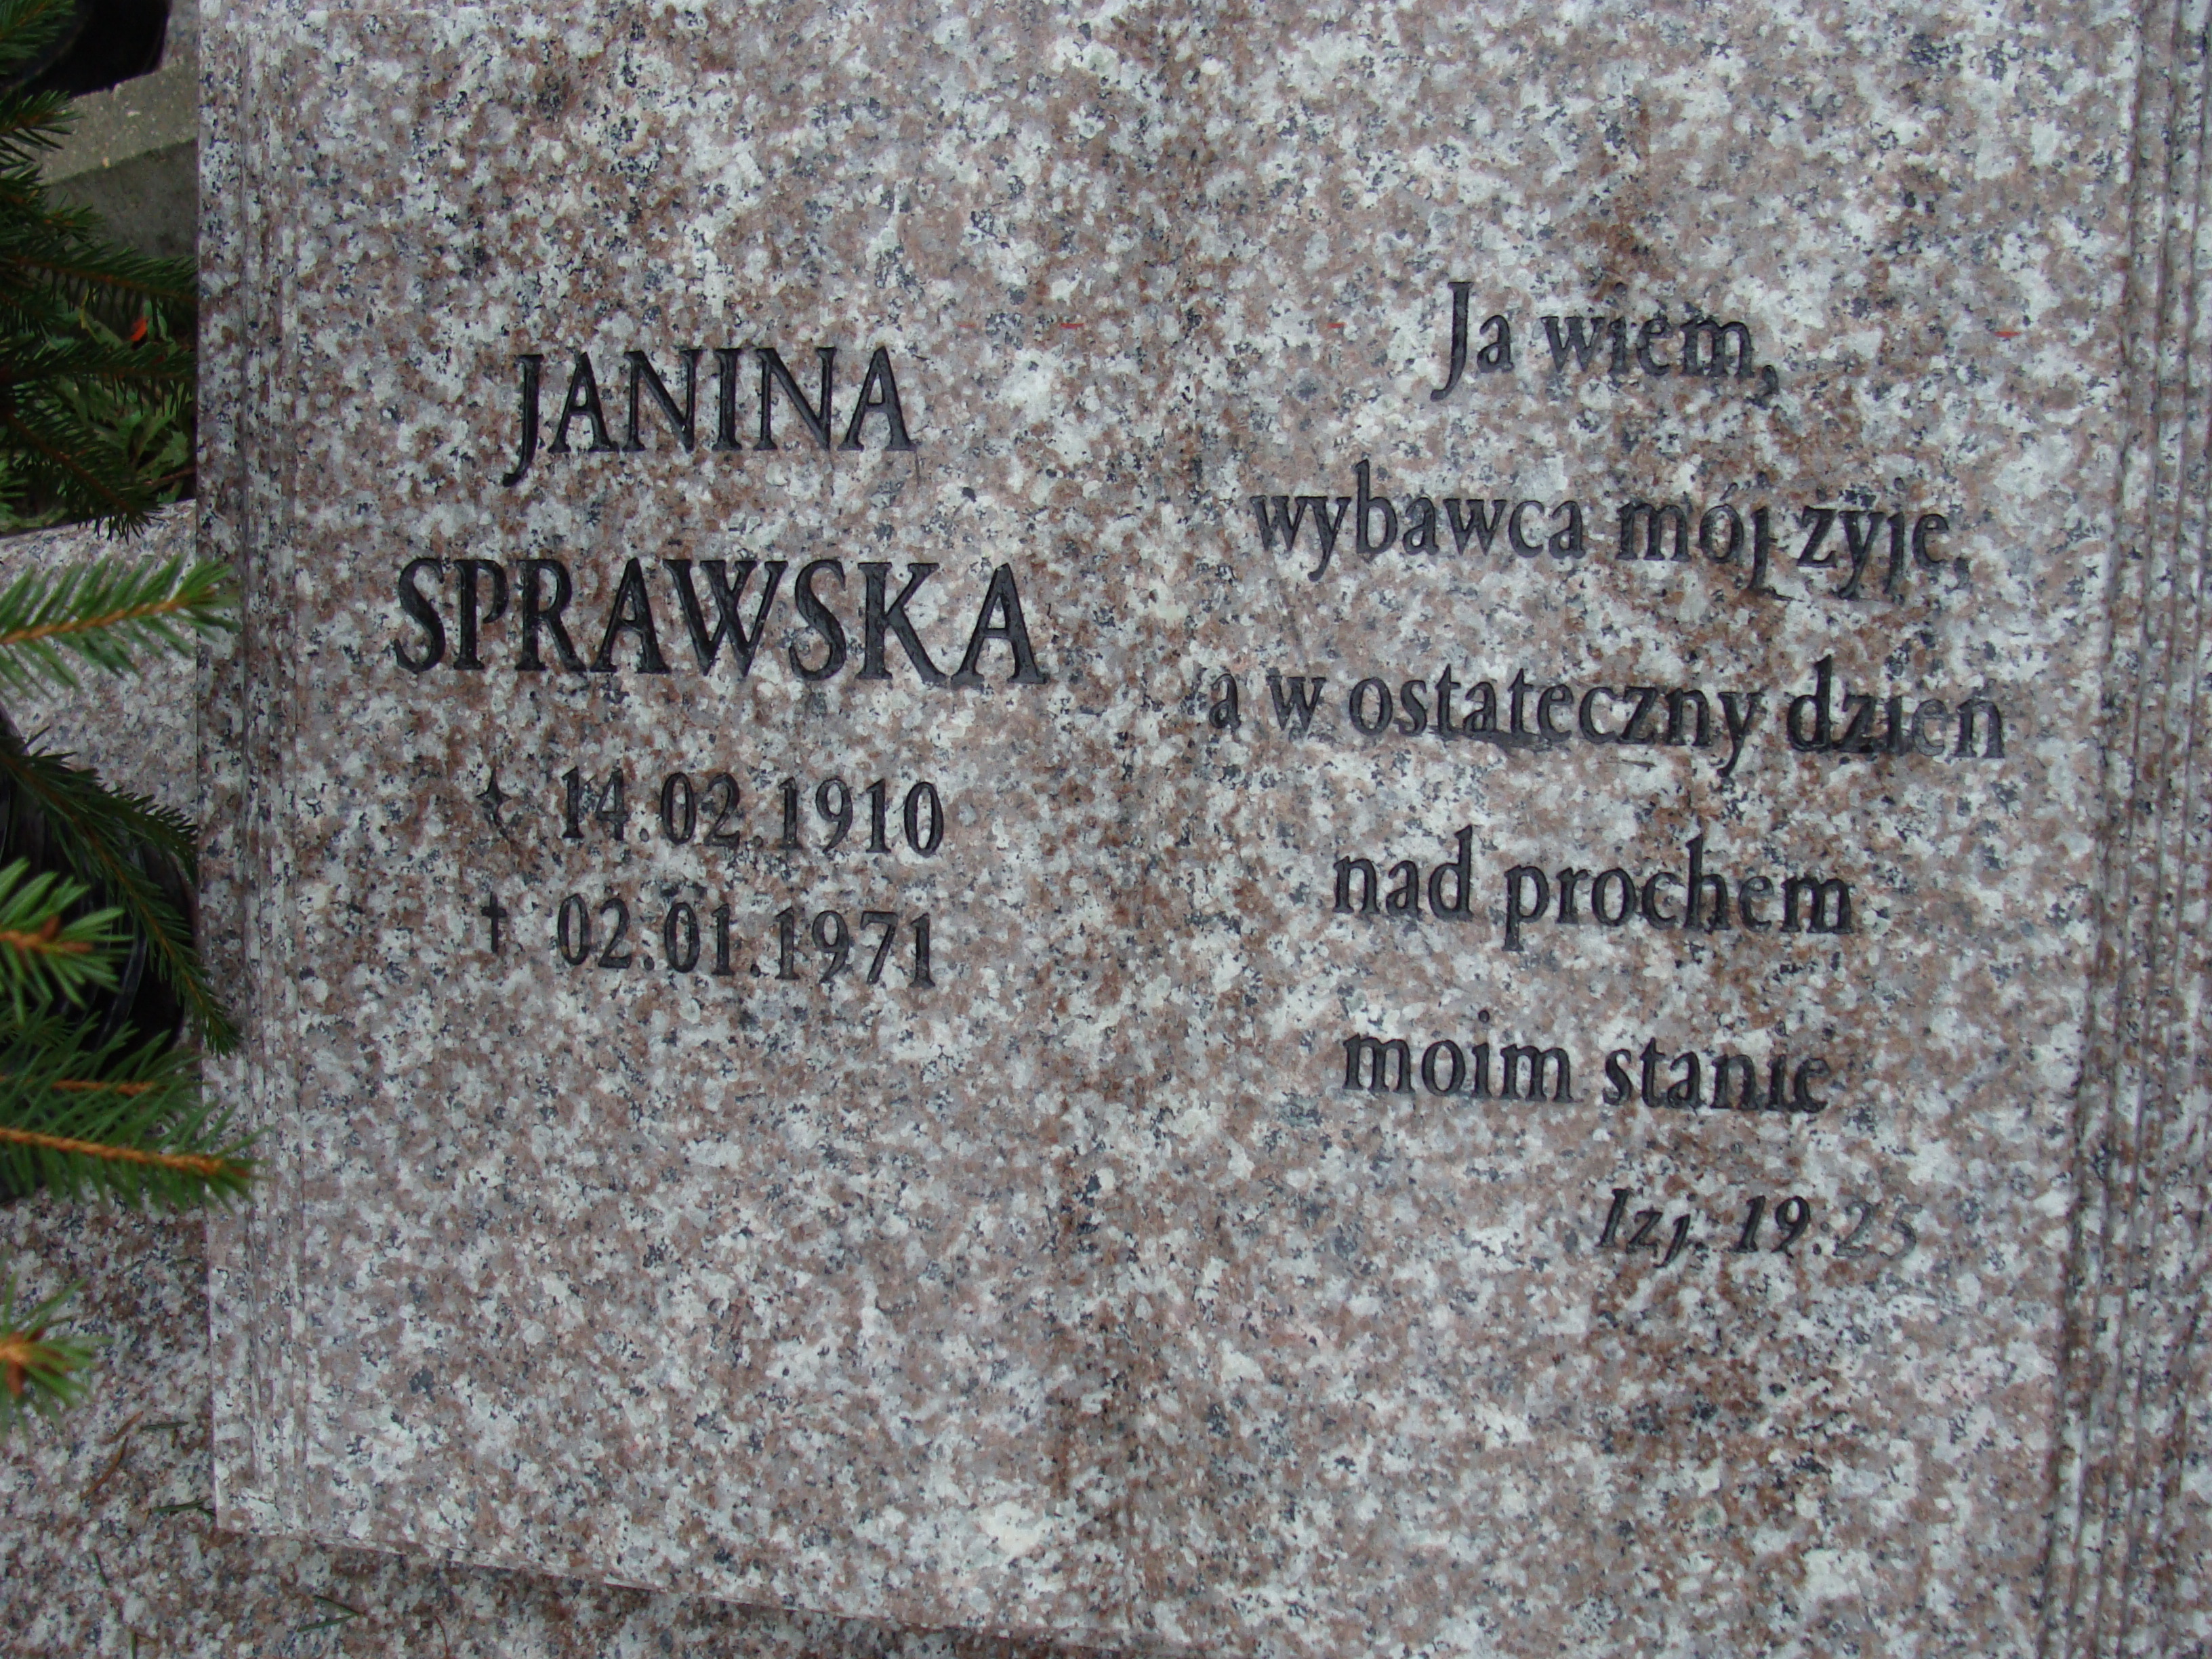 JANINA
SPRAWSKA
14.02.1910
† 02.01.1971
Ja wiem,
wybawca mój żyje,
a w ostateczny dzień
nad prochem
moim stanie
Izj. 19:25